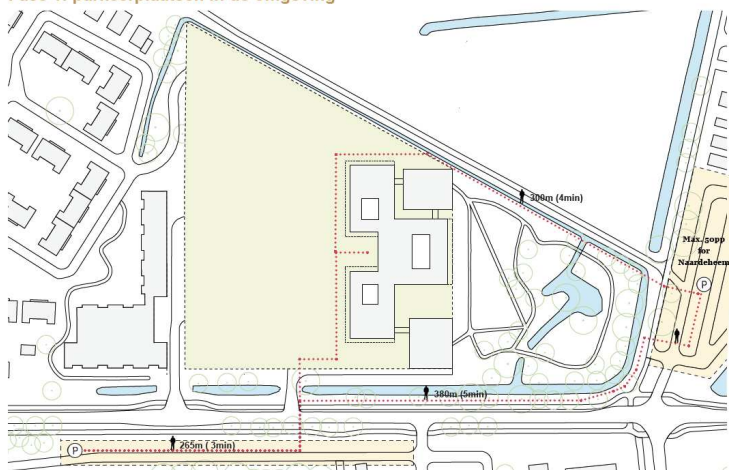 300m (4min)
Max. 50pp
for
Naardeheem
P
380m (5min)
265m ( 3min)
P